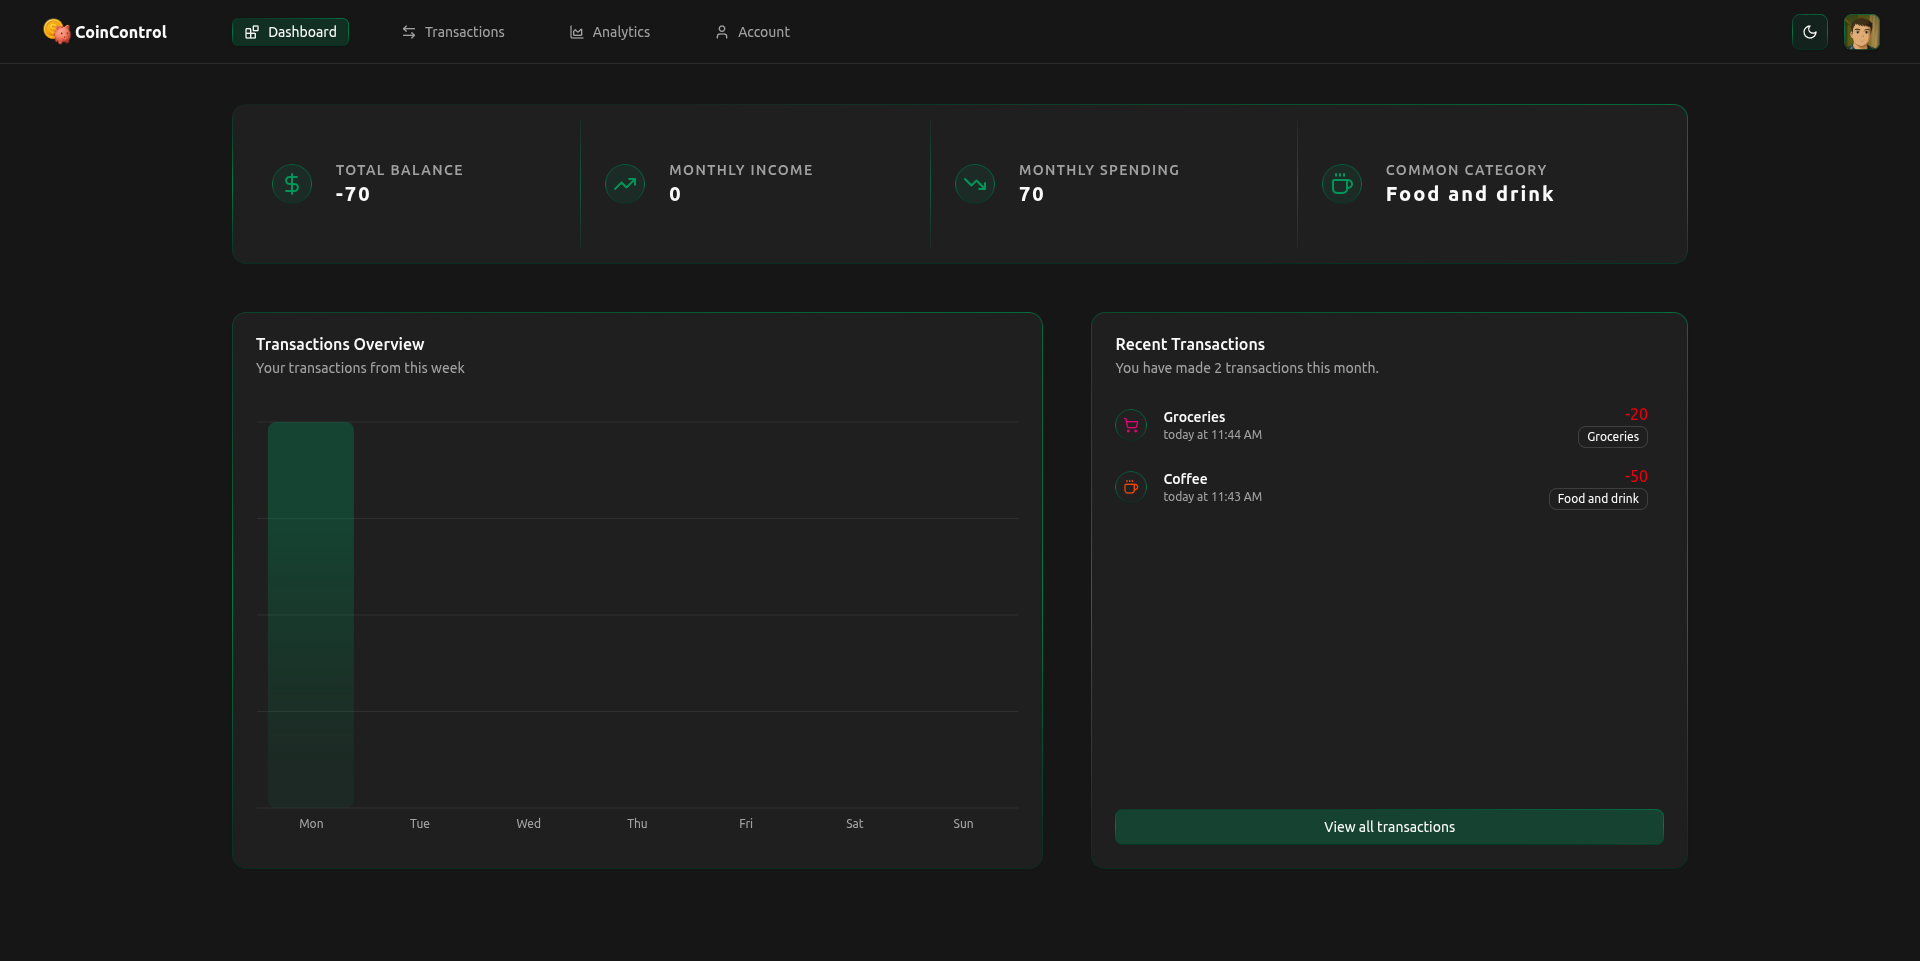 CoinControl
Dashboard
Transactions
Analytics
Account
TOTAL BALANCE
-70
MONTHLY INCOME
0
MONTHLY SPENDING
70
COMMON CATEGORY
Food and drink
Transactions Overview
Your transactions from this week
Mon Tue Wed Thu Fri Sat Sun
Recent Transactions
You have made 2 transactions this month.
Groceries
today at 11:44 AM
-20
Groceries
Coffee
today at 11:43 AM
-50
Food and drink
View all transactions